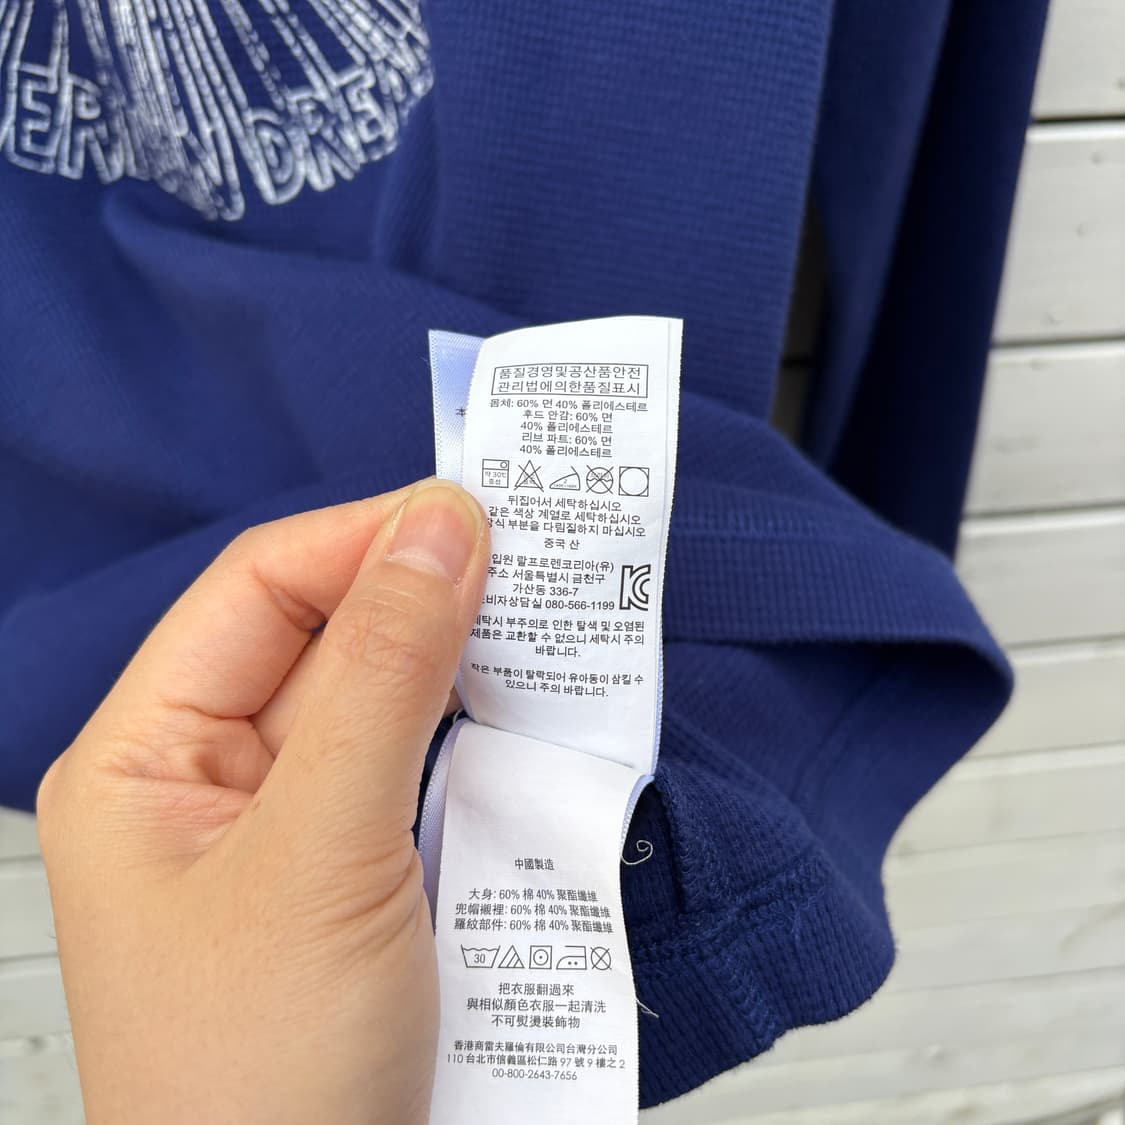 품질경영및공산품안전
관리법에의한품질표시
몸체: 60% 면 40% 폴리에스테르
후드 안감: 60% 면
40% 폴리에스테르
리브 파트: 60% 면
40% 폴리에스테르
약 30℃
중성
뒤집어서 세탁하십시오
같은 색상 계열로 세탁하십시오
부분을 다림질하지 마십시오
중국 산
랄프로렌코리아(유)
주소 서울특별시 금천구
가산동 336-7
080-566-1199
부주의로 인한 탈색 및 오염된
제품은 교환할 수 없으니 세탁시 주의
바랍니다.
작은 부품이 탈락되어 유아동이 삼킬 수
있으니 주의 바랍니다.
中國製造
大身: 60% 棉 40% 聚酯纖維
兜帽襯裡: 60% 棉 40% 聚酯纖維
羅紋部件: 60% 棉 40% 聚酯纖維
30
把衣服翻過來
與相似顏色衣服一起清洗
不可熨燙裝飾物
香港商雷夫羅倫有限公司台灣分公司
110 台北市信義區松仁路 97 號 9 樓之 2
00-800-2643-7656